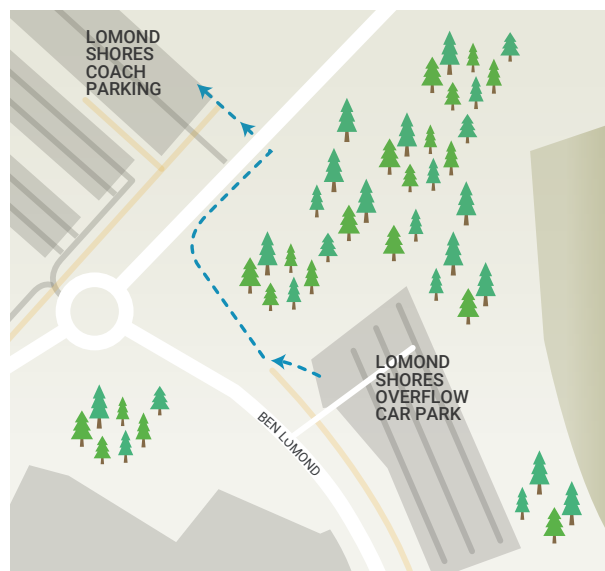 LOMOND
SHORES
COACH
PARKING
LOMOND
SHORES
OVERFLOW
CAR PARK
BEN LOMOND